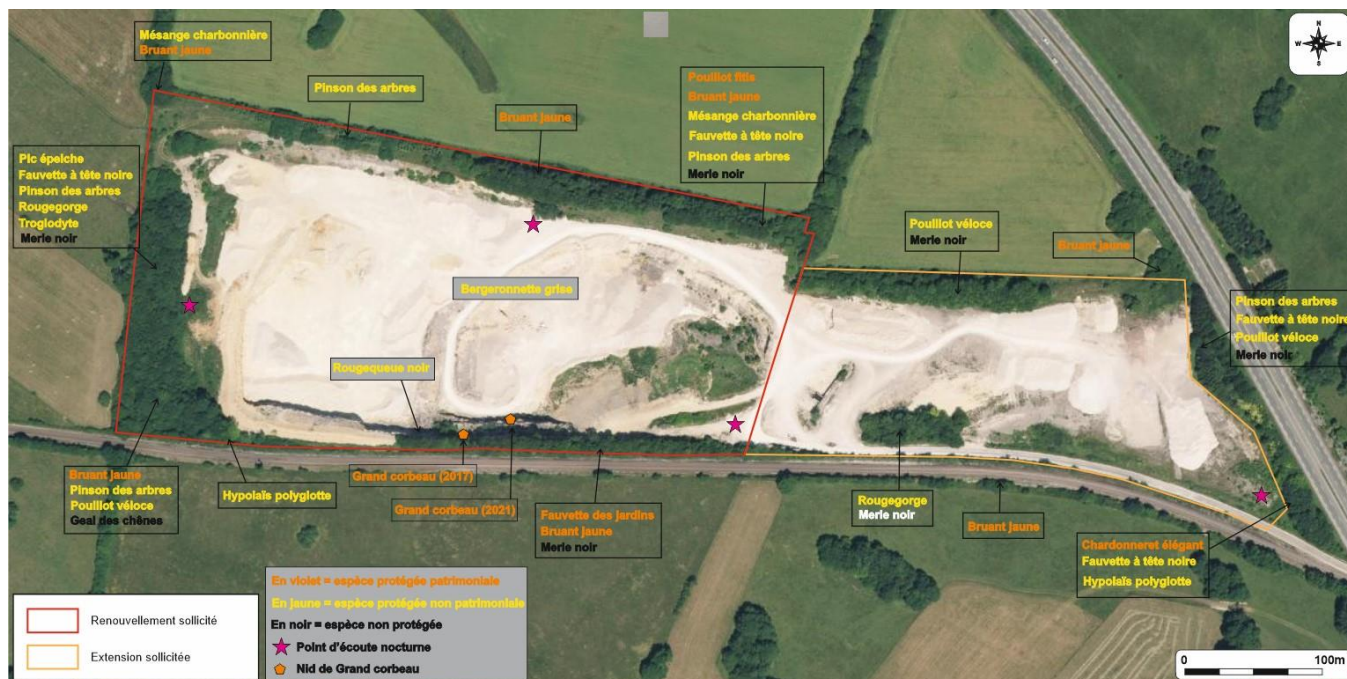 Mésange charbonnière
Bruant jaune
Pinson des arbres
Bruant jaune
Pouillot fitis
Bruant jaune
Mésange charbonnière
Fauvette à tête noire
Pinson des arbres
Merle noir
N
W E
S
Pic épeiche
Fauvette à tête noire
Pinson des arbres
Rougegorge
Troglodyte
Merle noir
Pouillot véloce
Merle noir
Bruant jaune
Bergeronnette grise
Pinson des arbres
Fauvette à tête noire
Pouillot véloce
Merle noir
Rougequeue noir
Bruant jaune
Pinson des arbres
Pouillot véloce
Geai des chênes
Hypolaïs polyglotte
Grand corbeau (2017)
Grand corbeau (2021)
Fauvette des jardins
Bruant jaune
Merle noir
Rougegorge
Merle noir
Bruant jaune
Chardonneret élégant
Fauvette à tête noire
Hypolaïs polyglotte
Renouvellement sollicité
Extension sollicitée
En violet = espèce protégée patrimoniale
En jaune = espèce protégée non patrimoniale
En noir = espèce non protégée
Point d'écoute nocturne
Nid de Grand corbeau
0 100m